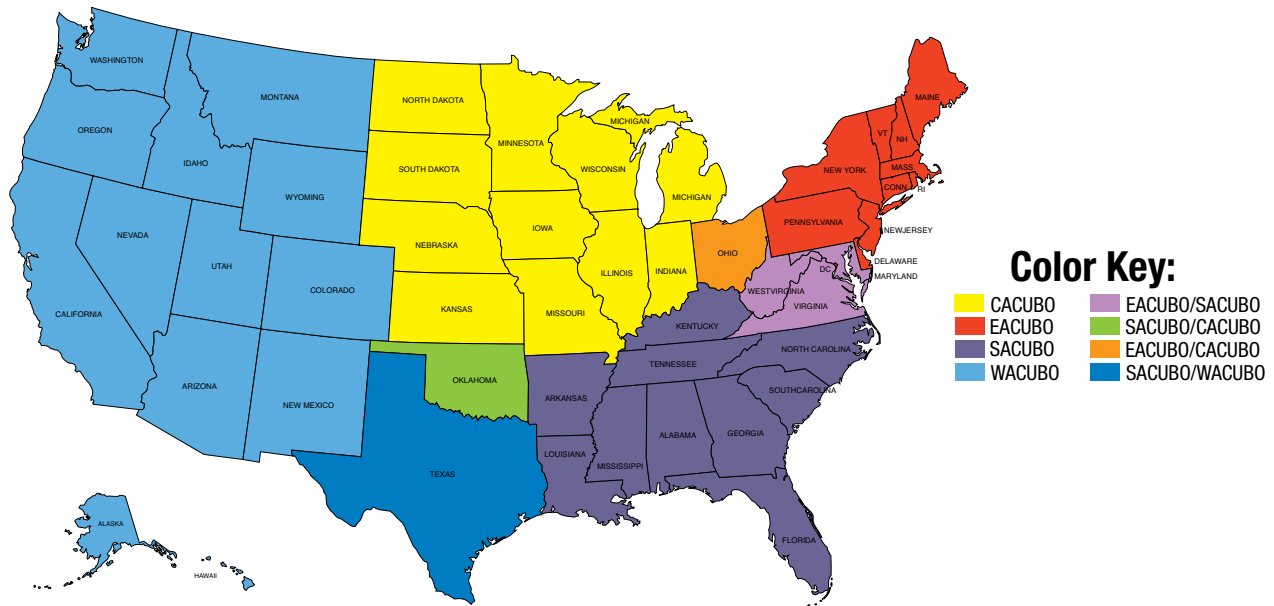 WASHINGTON
MONTANA
NORTH DAKOTA
MINNESOTA
MICHIGAN
MAINE
OREGON
IDAHO
SOUTH DAKOTA
WISCONSIN
MICHIGAN
VT
NH
NEW YORK
MASS
CONN
RI
WYOMING
NEVADA
UTAH
NEBRASKA
IOWA
ILLINOIS
INDIANA
OHIO
PENNSYLVANIA
NEWJERSEY
DELAWARE
MARYLAND
DC
CALIFORNIA
COLORADO
KANSAS
MISSOURI
WESTVIRGINIA
VIRGINIA
KENTUCKY
NORTH CAROLINA
TENNESSEE
SOUTHCAROLINA
ARIZONA
NEW MEXICO
OKLAHOMA
ARKANSAS
TEXAS
LOUISIANA
MISSISSIPPI
ALABAMA
GEORGIA
FLORIDA
ALASKA
HAWAII
Color Key:
CACUBO
EACUBO
SACUBO
WACUBO
EACUBO/SACUBO
SACUBO/CACUBO
EACUBO/CACUBO
SACUBO/WACUBO